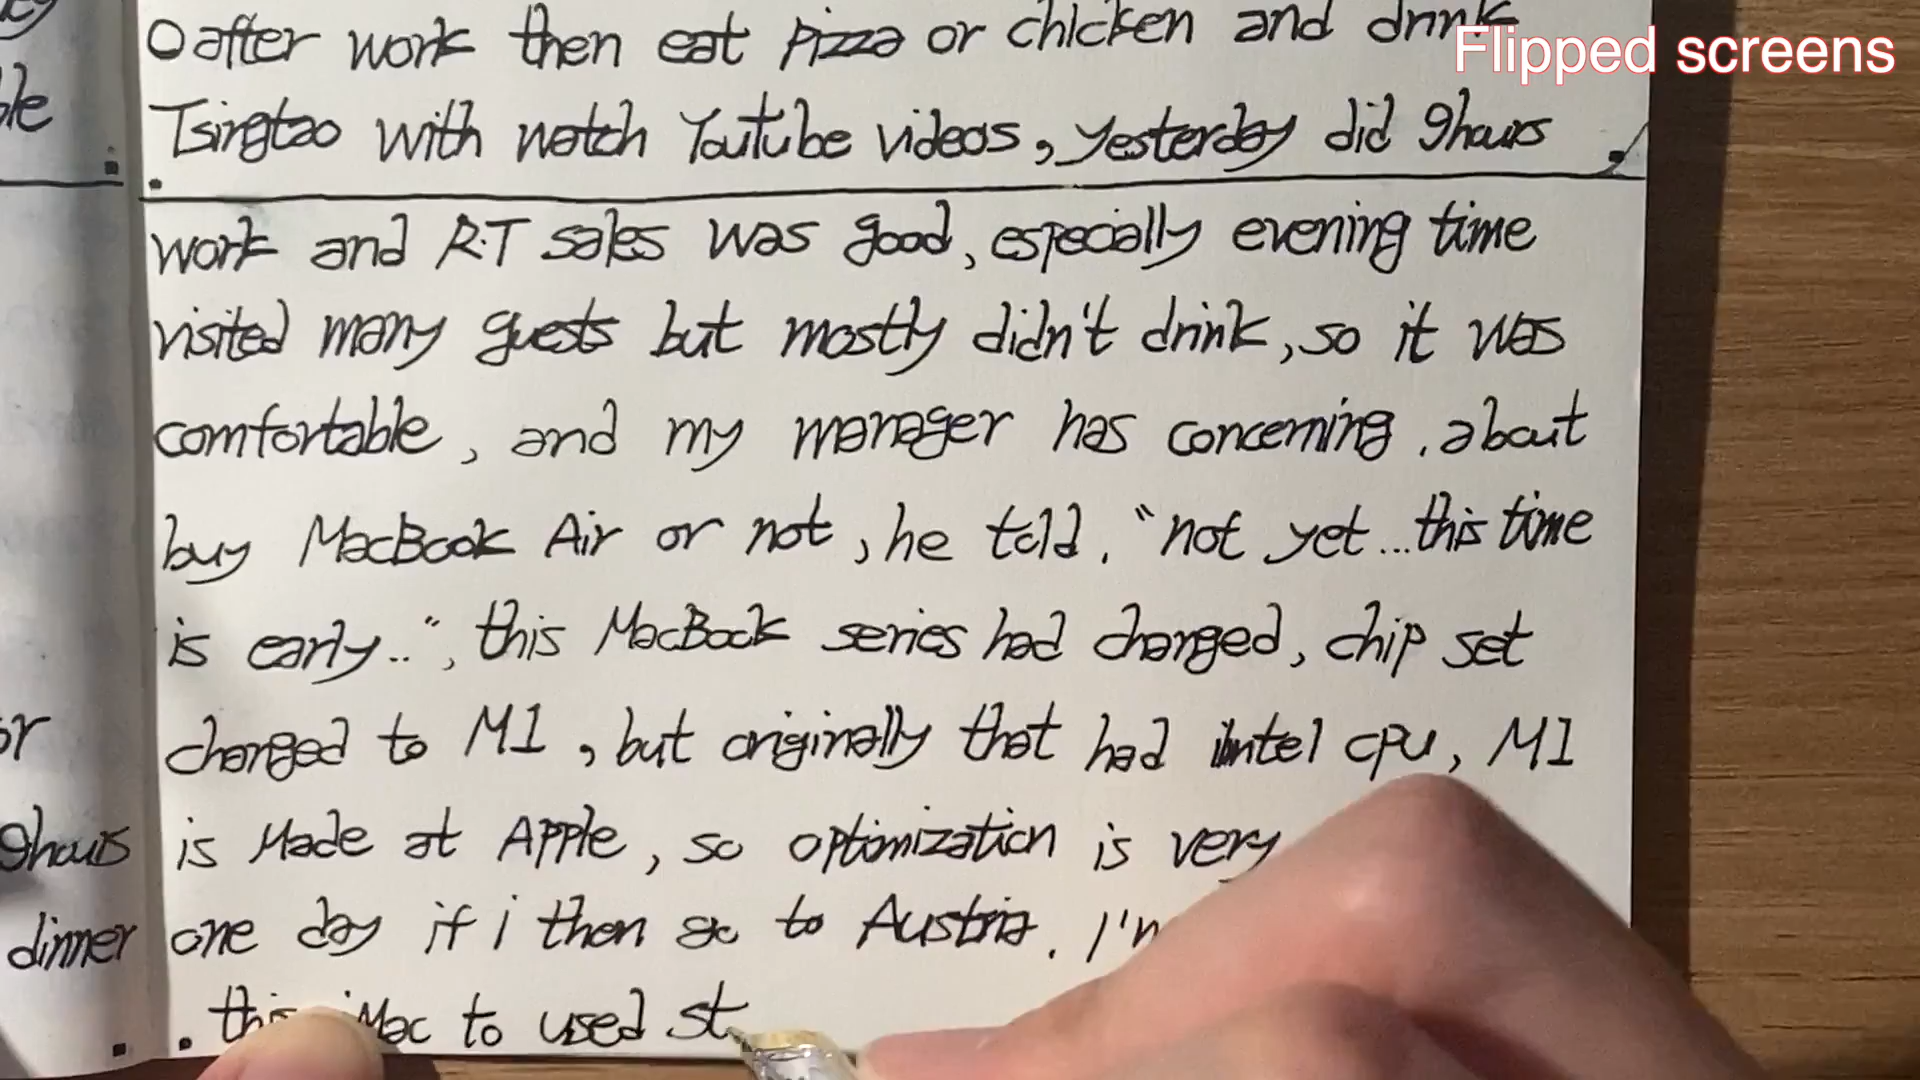 Flipped screens
after work then eat pizza or chicken and drink
Tsingtao with watch Youtube videos, yesterday did 9hours
work and R.T sales was good, especially evening time
visited many guests but mostly didn't drink, so it was
comfortable, and my manager has concerning. about
buy MacBook Air or not, he told. "not yet... this time
is early..", this MacBook series had changed, chip set
or
changed to M1, but originally that had intel cpu, M1
9hours
is Made at Apple, so optimization is very
dinner
one day if i then go to Austria. I'm
. this iMac to used st